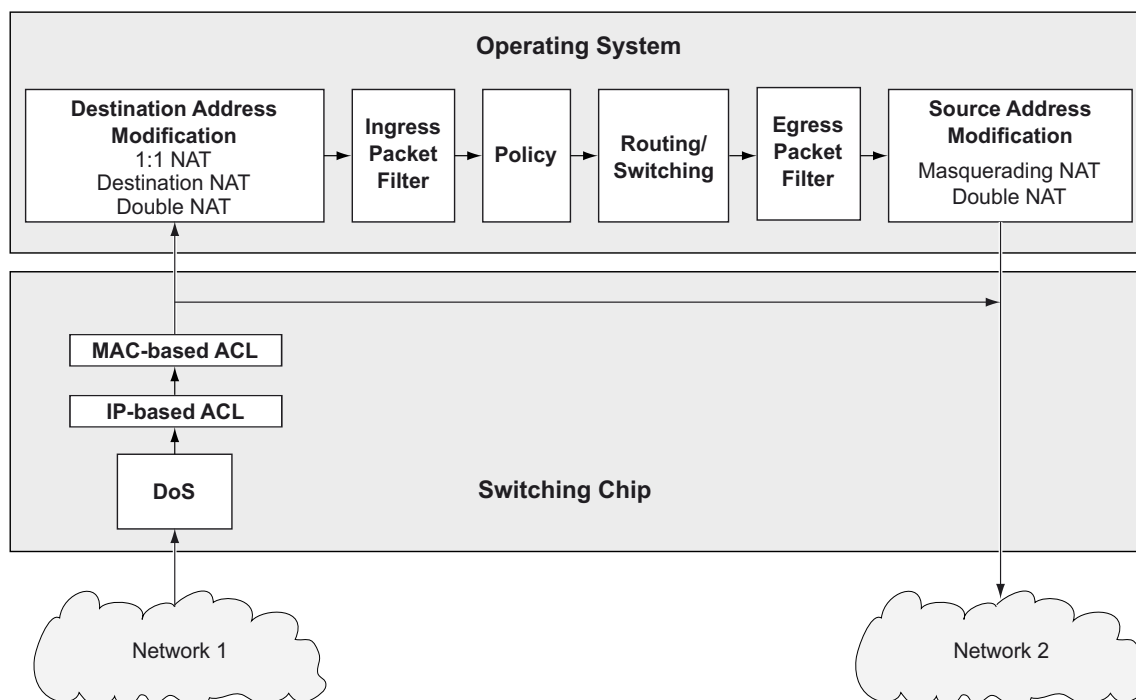 Operating System
Destination Address
Modification
1:1 NAT
Destination NAT
Double NAT
Ingress
Packet
Filter
Policy
Routing/
Switching
Egress
Packet
Filter
Source Address
Modification
Masquerading NAT
Double NAT
MAC-based ACL
IP-based ACL
DoS
Switching Chip
Network 1
Network 2